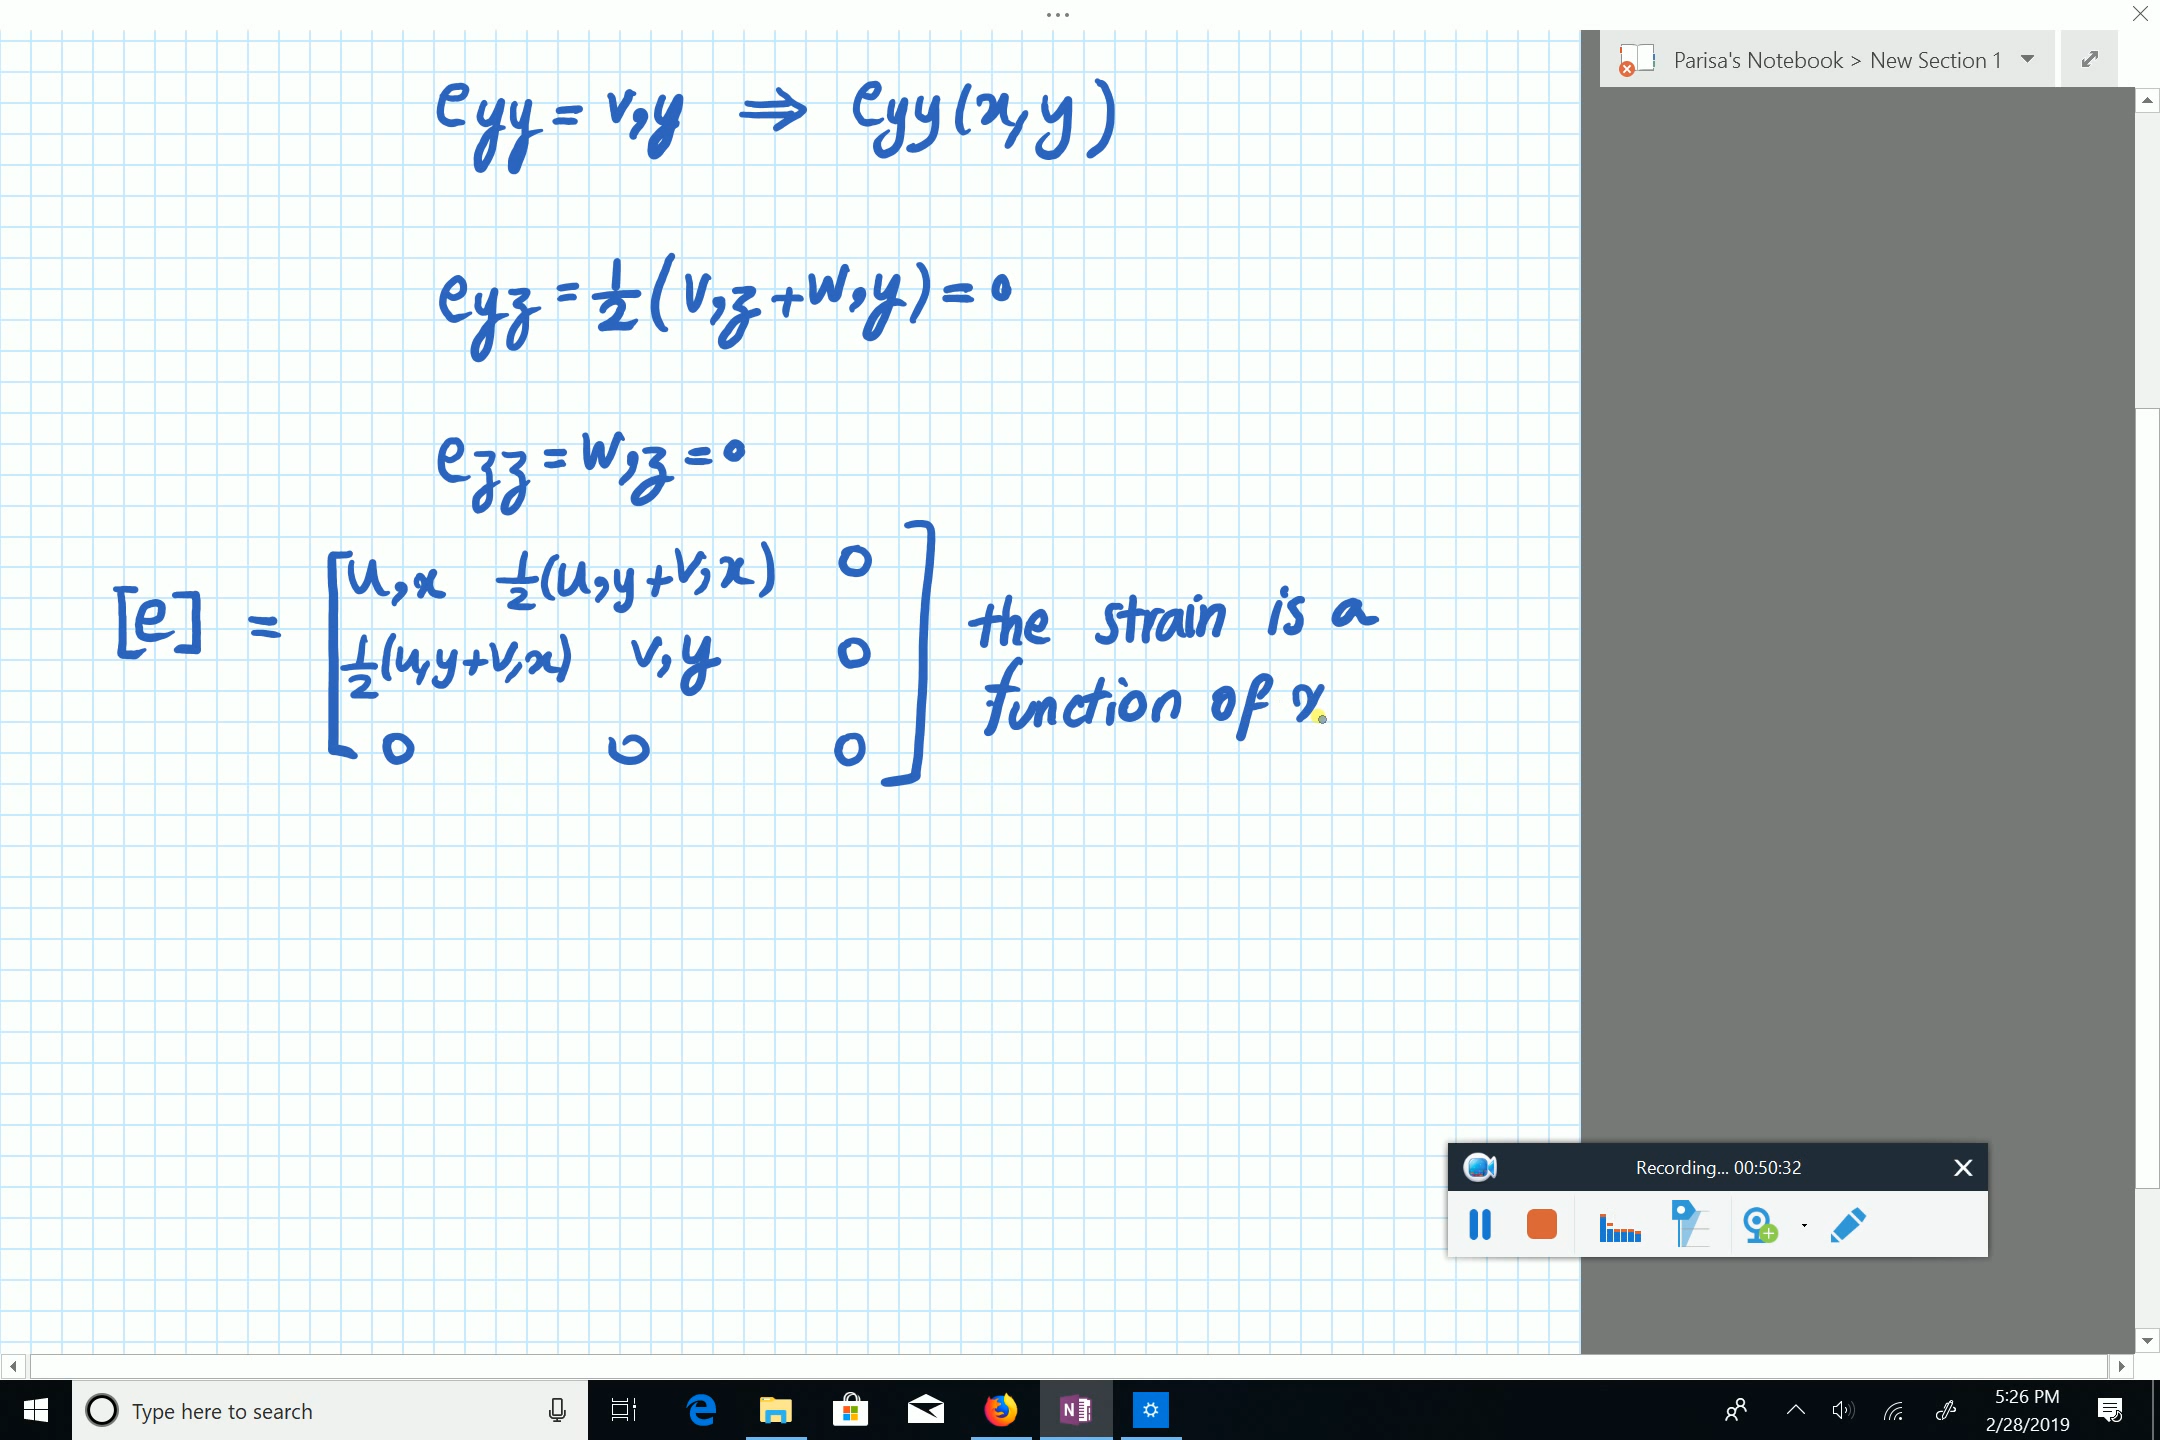 Parisa's Notebook > New Section 1
eyy = v,y ⇒ eyy(x,y)
eyz = 1/2 (v,z + w,y) = 0
ezz = w,z = 0
[e] = [ u,x 1/2(u,y+v,x) 0
1/2(u,y+v,x) v,y 0
0 0 0 ]
the strain is a
function of x
Recording... 00:50:32
Type here to search
5:26 PM
2/28/2019